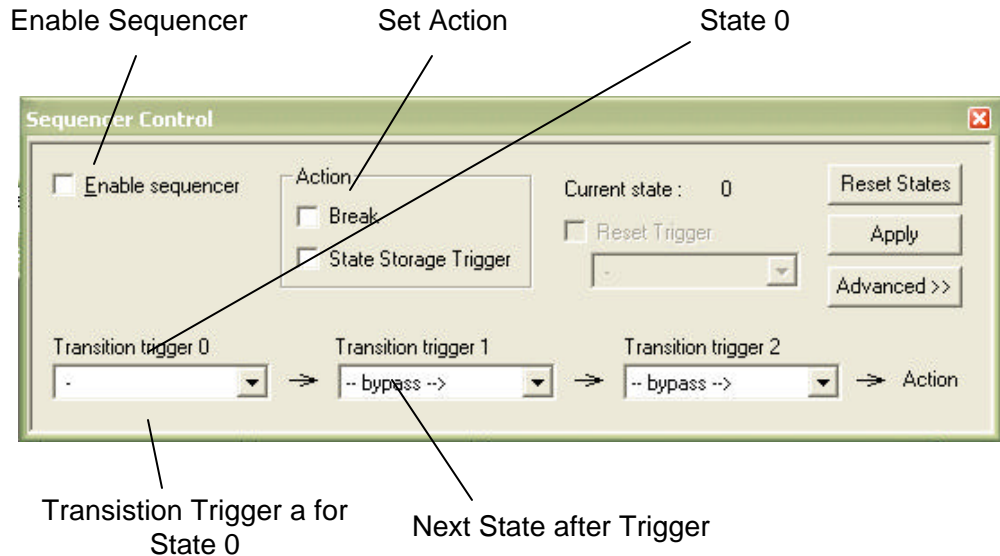 Enable Sequencer
Set Action
State 0
Sequencer Control
Enable sequencer
Action
Break
State Storage Trigger
Current state : 0
Reset Trigger
-
Reset States
Apply
Advanced >>
Transition trigger 0
Transition trigger 1
Transition trigger 2
-
-- bypass -->
-- bypass -->
Action
Transistion Trigger a for
State 0
Next State after Trigger